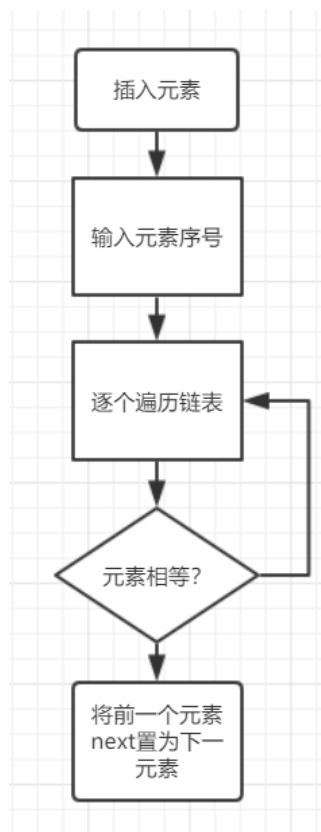 插入元素
输入元素序号
逐个遍历链表
元素相等？
将前一个元素
next置为下一
元素